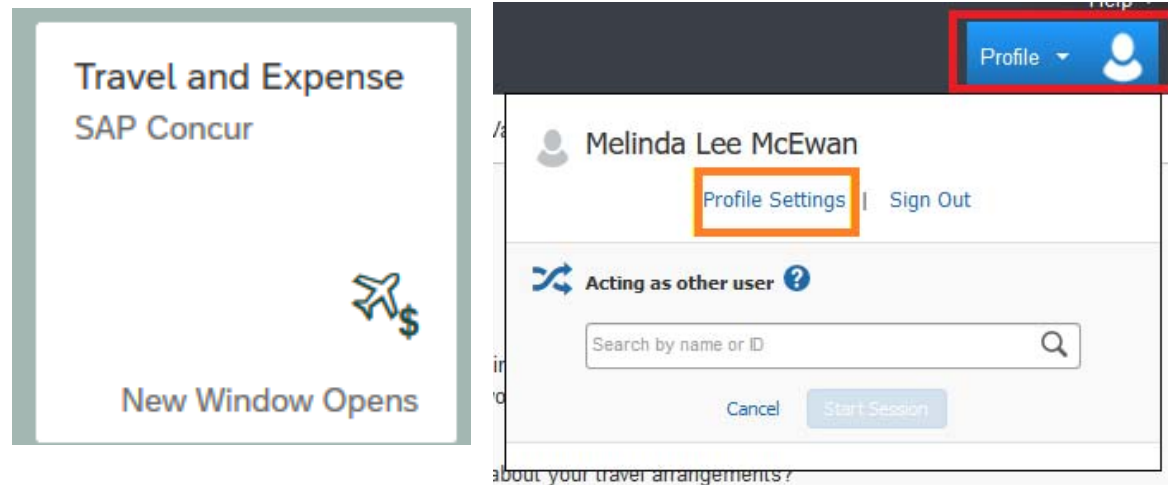 Travel and Expense
SAP Concur
$
New Window Opens
Help
Profile
Melinda Lee McEwan
Profile Settings | Sign Out
Acting as other user ?
Search by name or ID
Cancel Start Session
about your travel arrangements?